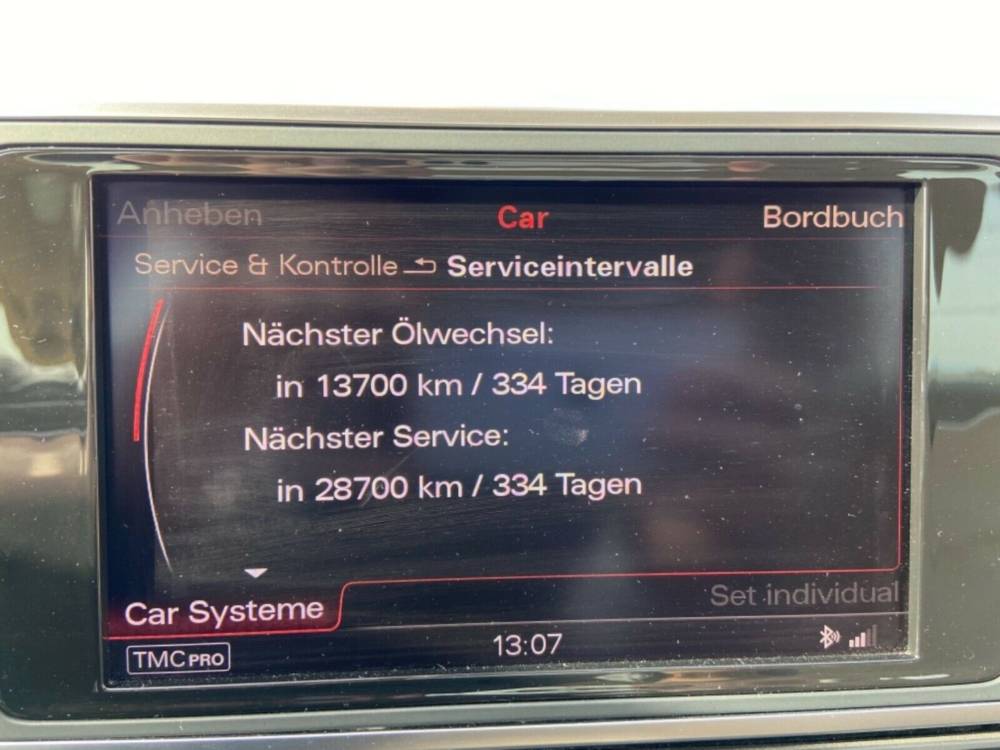 Anheben Car Bordbuch
Service & Kontrolle Serviceintervalle
Nächster Ölwechsel:
in 13700 km / 334 Tagen
Nächster Service:
in 28700 km / 334 Tagen
Set individual
Car Systeme
TMC PRO 13:07